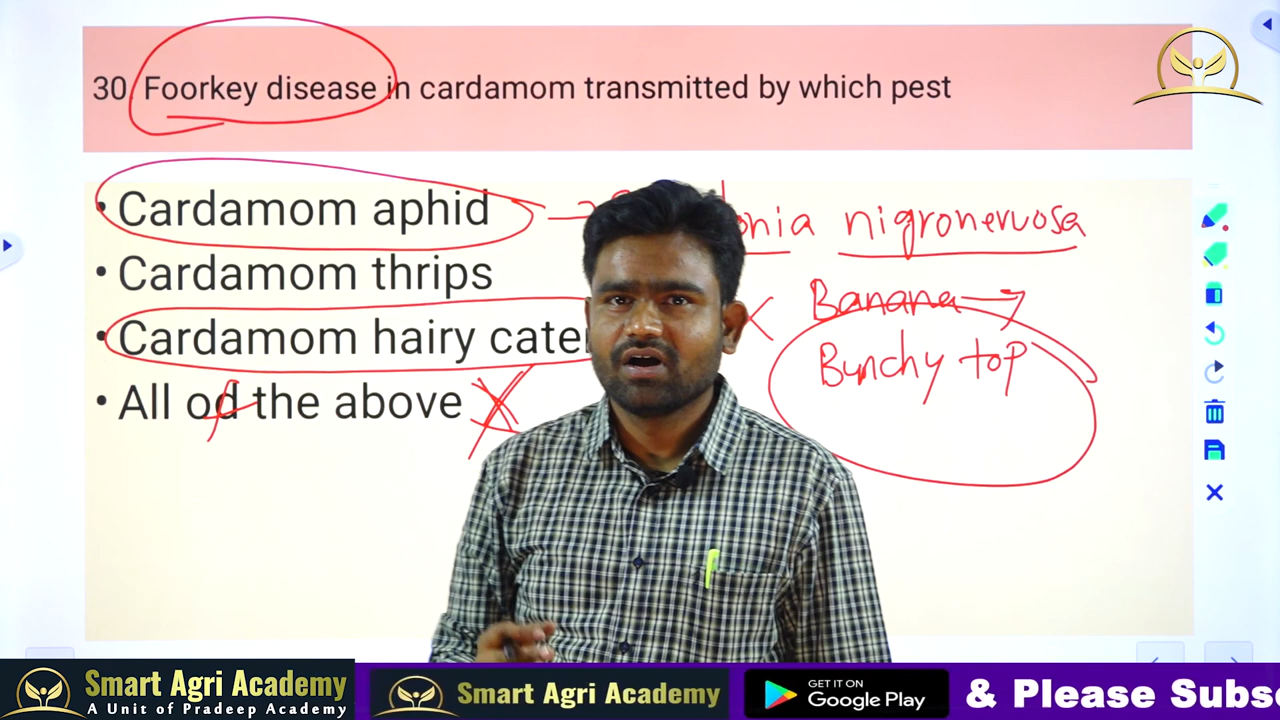 30 Foorkey disease in cardamom transmitted by which pest
• Cardamom aphid → nigronervosa
• Cardamom thrips
Banana →
• Cardamom hairy
Bunchy top
• All od the above
Smart Agri Academy
A Unit of Pradeep Academy
Smart Agri Academy
GET IT ON
Google Play
& Please Subs